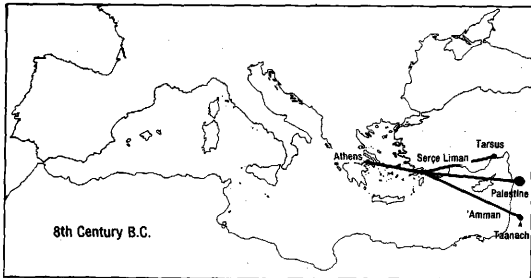 Tarsus
Serçe Liman
Athens
Palestine
'Amman
Taanach
8th Century B.C.